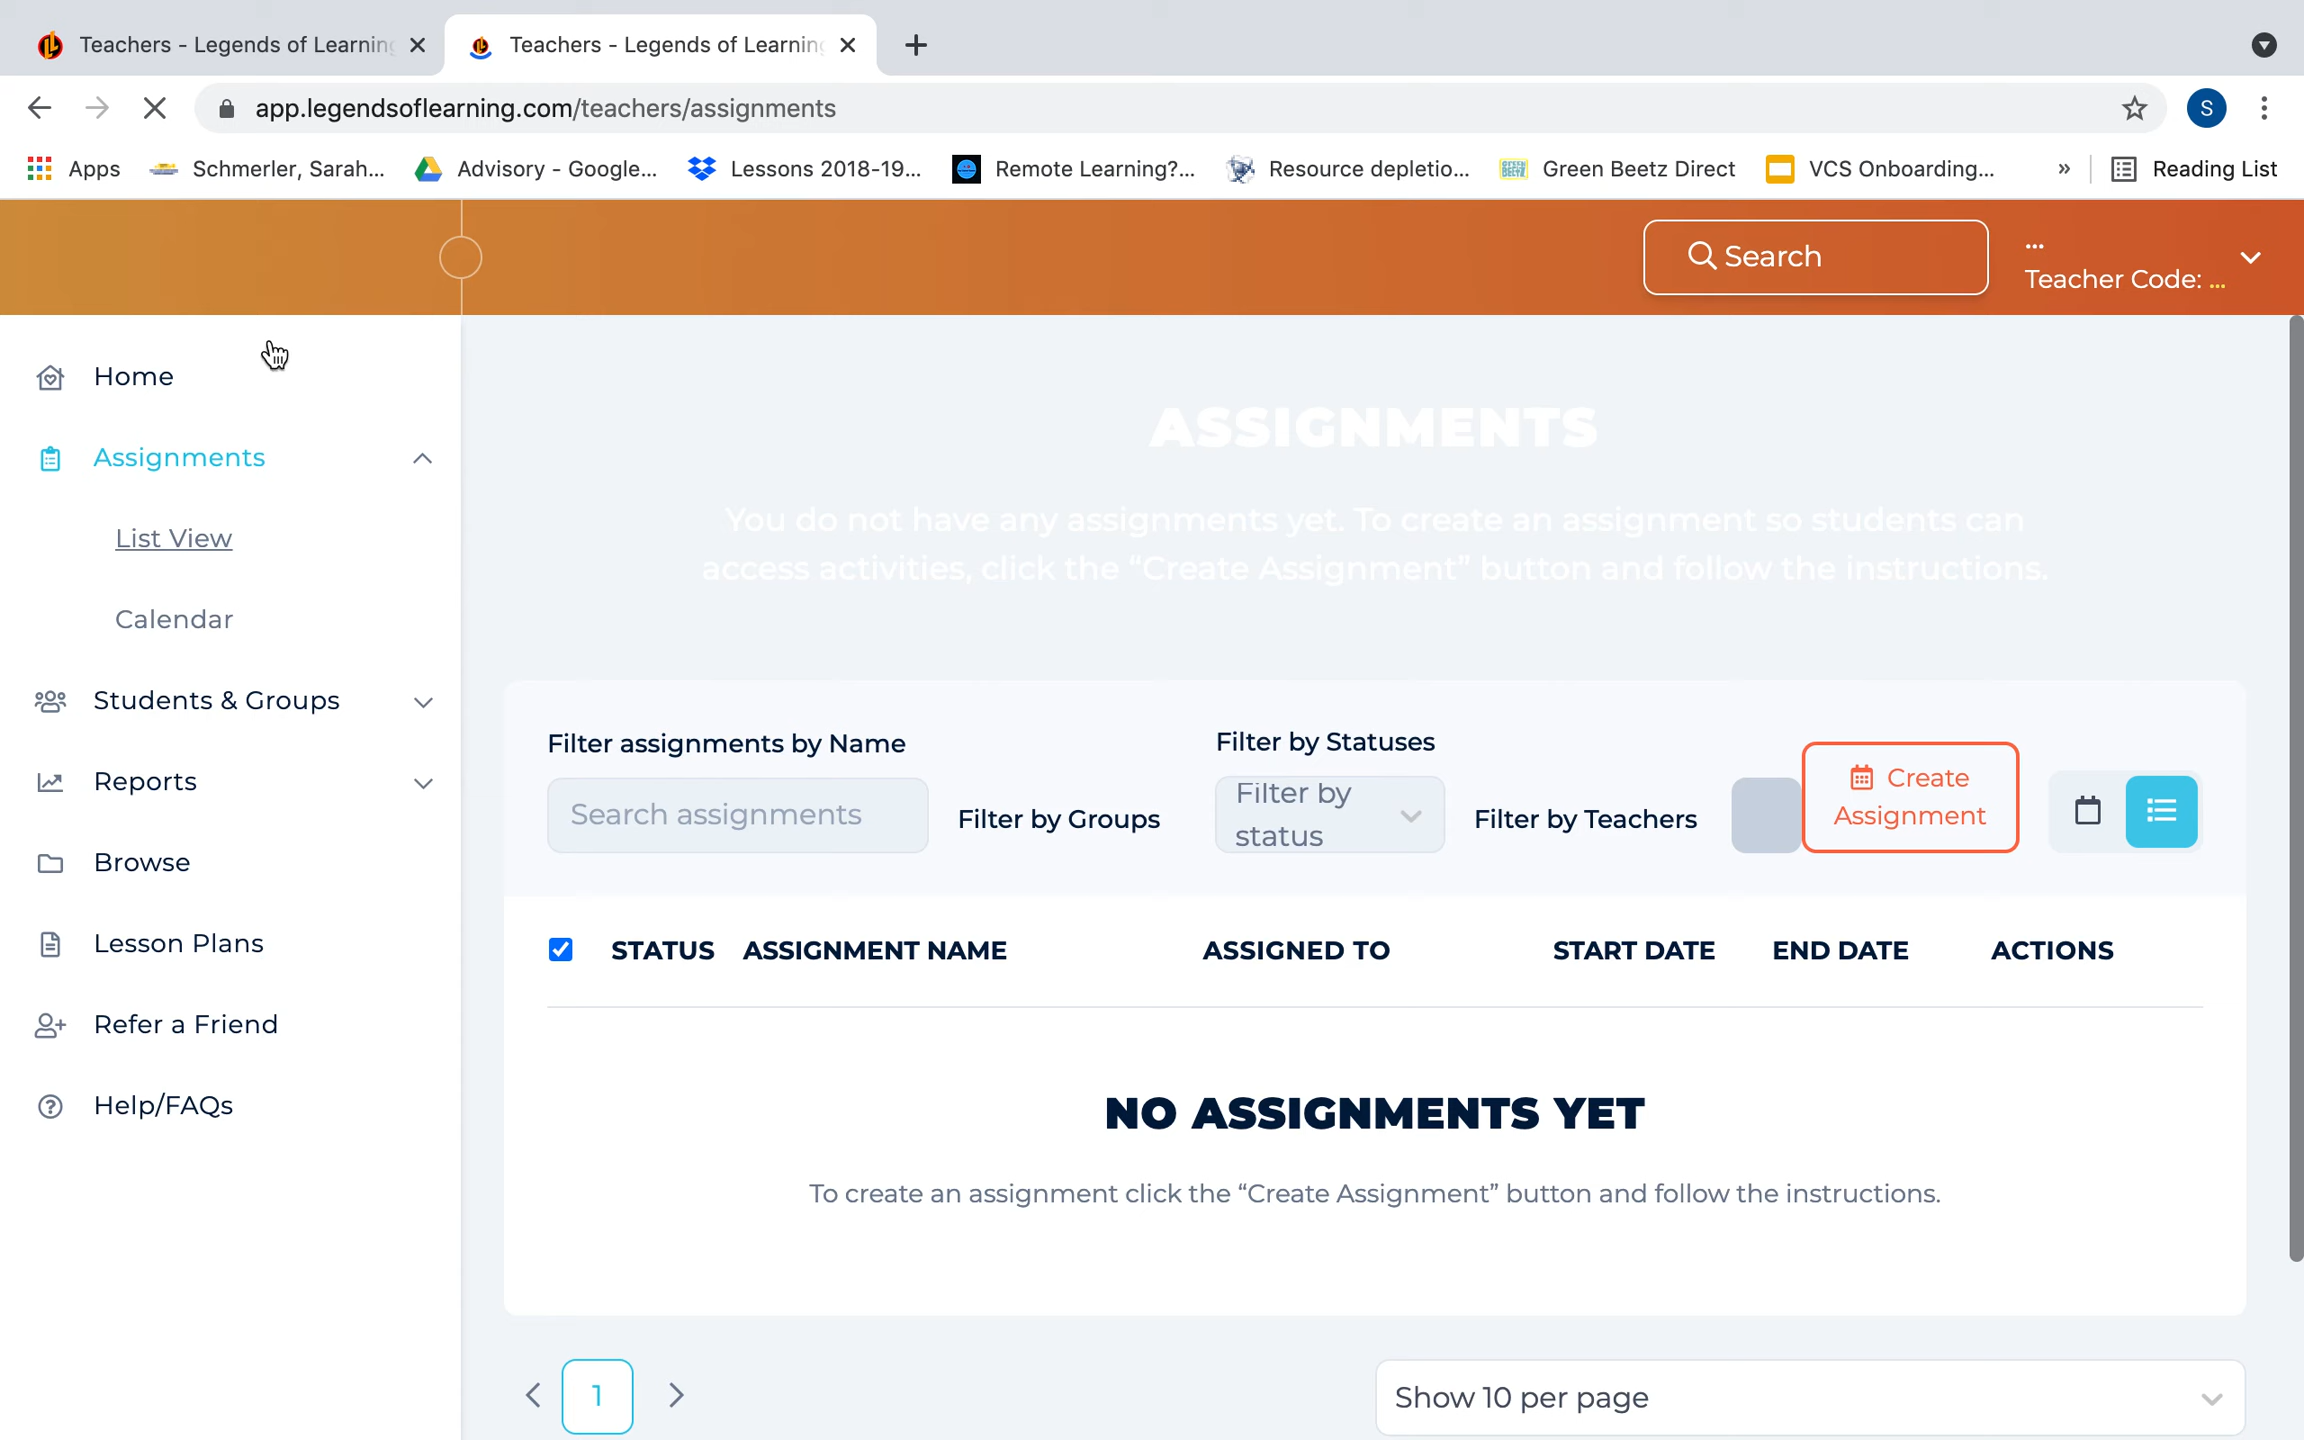 Teachers - Legends of Learning
Teachers - Legends of Learning
app.legendsoflearning.com/teachers/assignments
S
Apps
Schmerler, Sarah...
Advisory - Google...
Lessons 2018-19...
Remote Learning?...
Resource depletio...
Green Beetz Direct
VCS Onboarding...
»
Reading List
Search
...
Teacher Code: ...
Home
Assignments
List View
Calendar
Students & Groups
Reports
Browse
Lesson Plans
Refer a Friend
Help/FAQs
ASSIGNMENTS
You do not have any assignments yet. To create an assignment so students can
access activities, click the “Create Assignment” button and follow the instructions.
Filter assignments by Name
Search assignments
Filter by Groups
Filter by Statuses
Filter by
status
Filter by Teachers
Create
Assignment
STATUS ASSIGNMENT NAME ASSIGNED TO START DATE END DATE ACTIONS
NO ASSIGNMENTS YET
To create an assignment click the “Create Assignment” button and follow the instructions.
1
Show 10 per page